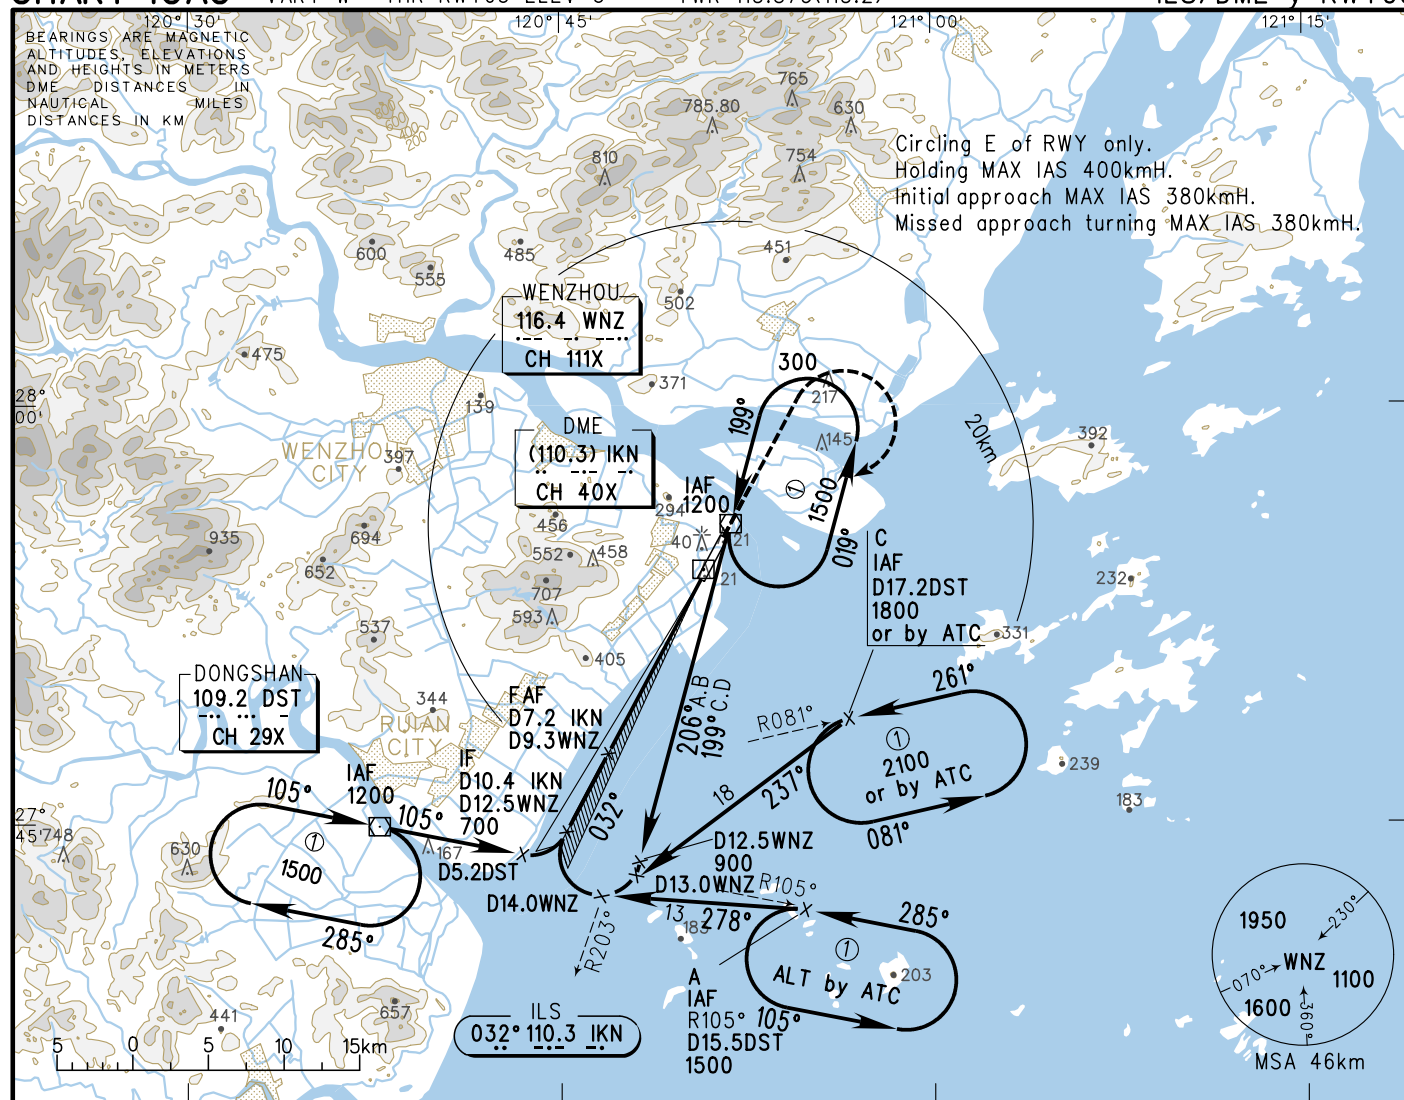 120° 30'
120° 45'
121° 00'
121° 15'
BEARINGS ARE MAGNETIC
ALTITUDES, ELEVATIONS
AND HEIGHTS IN METERS
DME DISTANCES IN
NAUTICAL MILES
DISTANCES IN KM
765
785.80
630
810
754
Circling E of RWY only.
Holding MAX IAS 400kmH.
Initial approach MAX IAS 380kmH.
Missed approach turning MAX IAS 380kmH.
600
555
485
451
502
WENZHOU
116.4 WNZ
CH 111X
475
371
139
28°
00'
300
217
199°
145
1500
019°
20km
392
DME
(110.3) IKN
CH 40X
WENZHOU
CITY
397
IAF
1200
294
456
694
935
652
552
458
707
593
40
21
21
C
IAF
D17.2DST
1800
or by ATC
232
331
537
405
DONGSHAN
109.2 DST
CH 29X
344
RUIAN
CITY
FAF
D7.2 IKN
D9.3WNZ
206° A.B
199° C.D
R081°
261°
2100
or by ATC
081°
239
183
IF
D10.4 IKN
D12.5WNZ
700
IAF
1200
105°
105°
27°
45'
748
630
1500
285°
167
D5.2DST
032°
18
237°
D12.5WNZ
900
D13.0WNZ
R105°
D14.0WNZ
13
278°
183
R203°
285°
ALT by ATC
203
105°
A
IAF
R105°
D15.5DST
1500
ILS
032° 110.3 IKN
657
441
5 0 5 10 15km
1950
230°
WNZ
070°
1100
1600
360°
MSA 46km